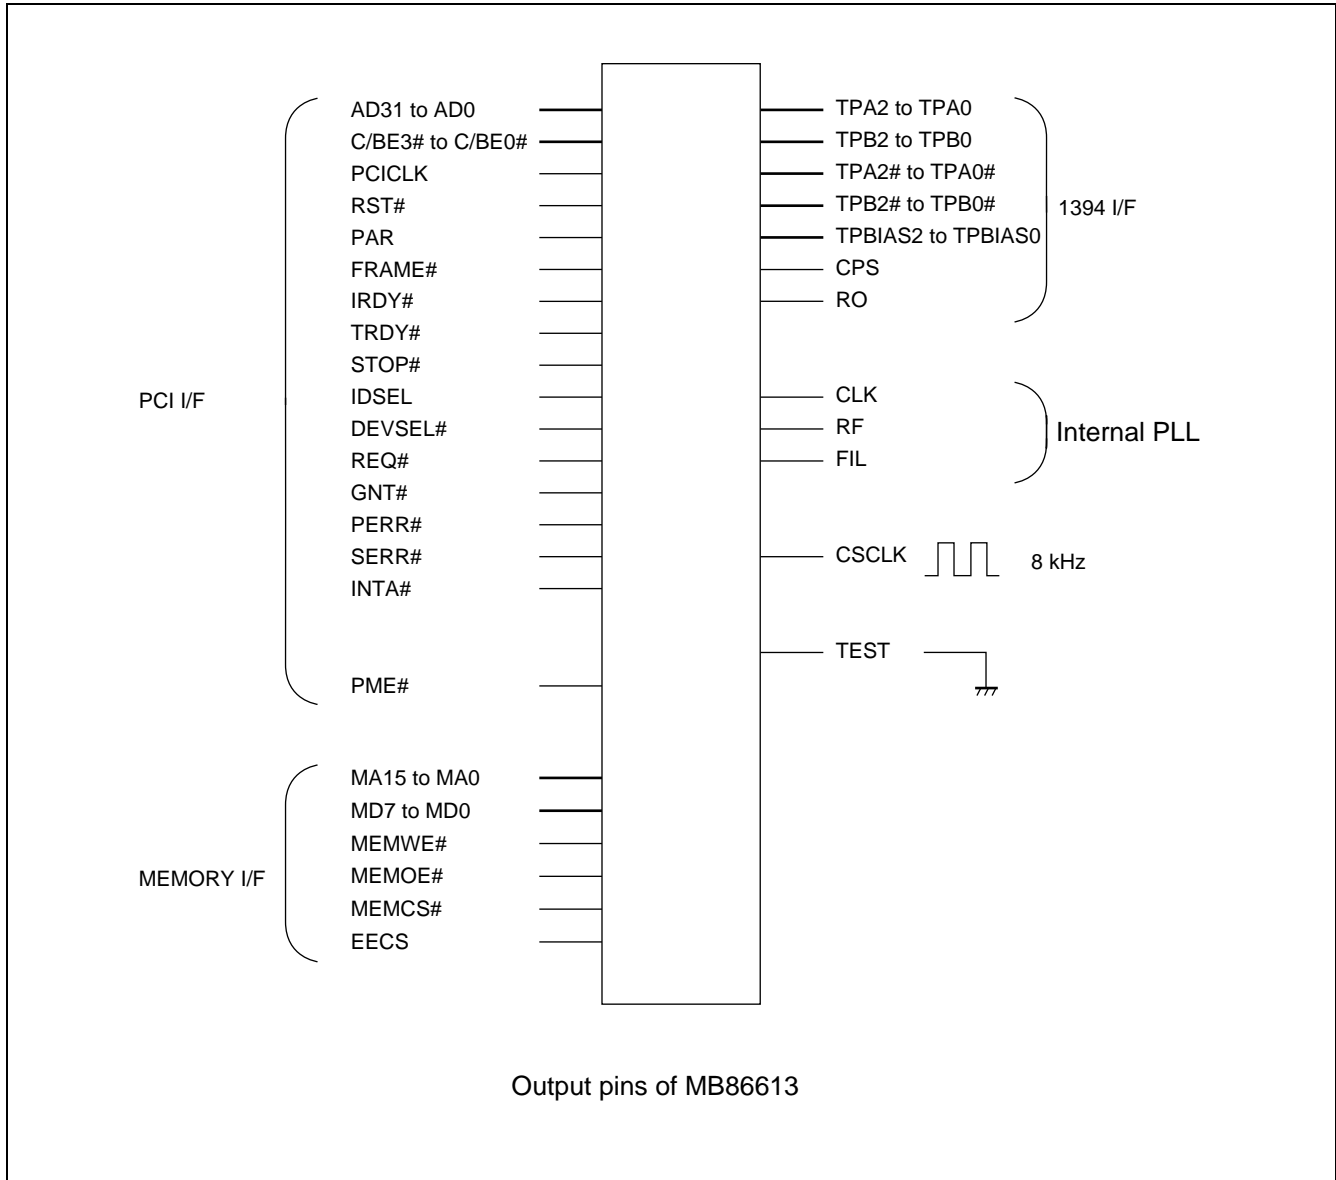 PCI I/F
AD31 to AD0
C/BE3# to C/BE0#
PCICLK
RST#
PAR
FRAME#
IRDY#
TRDY#
STOP#
IDSEL
DEVSEL#
REQ#
GNT#
PERR#
SERR#
INTA#
PME#
MEMORY I/F
MA15 to MA0
MD7 to MD0
MEMWE#
MEMOE#
MEMCS#
EECS
TPA2 to TPA0
TPB2 to TPB0
TPA2# to TPA0#
TPB2# to TPB0#
TPBIAS2 to TPBIAS0
CPS
RO
1394 I/F
CLK
RF
FIL
Internal PLL
CSCLK 8 kHz
TEST
Output pins of MB86613